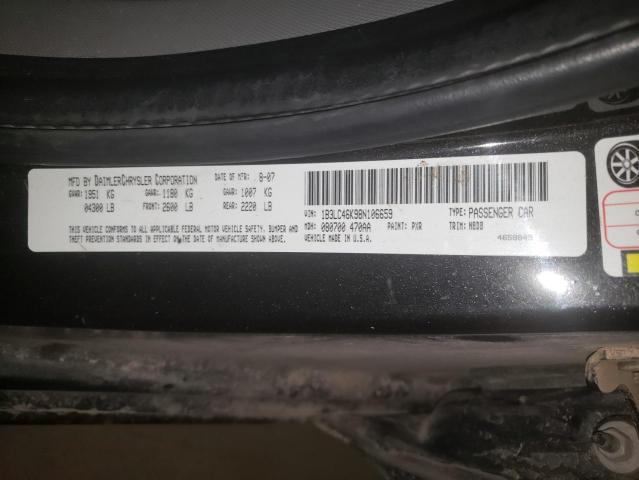 MFD BY DAIMLERCHRYSLER CORPORATION DATE OF MFR: 8-07
GVWR: 1951 KG GAWR: 1180 KG GAWR: 1007 KG
04300 LB FRONT: 2600 LB REAR: 2220 LB
THIS VEHICLE CONFORMS TO ALL APPLICABLE FEDERAL MOTOR VEHICLE SAFETY, BUMPER AND
THEFT PREVENTION STANDARDS IN EFFECT ON THE DATE OF MANUFACTURE SHOWN ABOVE.
VIN: 1B3LC46K98N106659 TYPE: PASSENGER CAR
MDH: 080700 470AA PAINT: PXR TRIM: H8DB
VEHICLE MADE IN U.S.A.